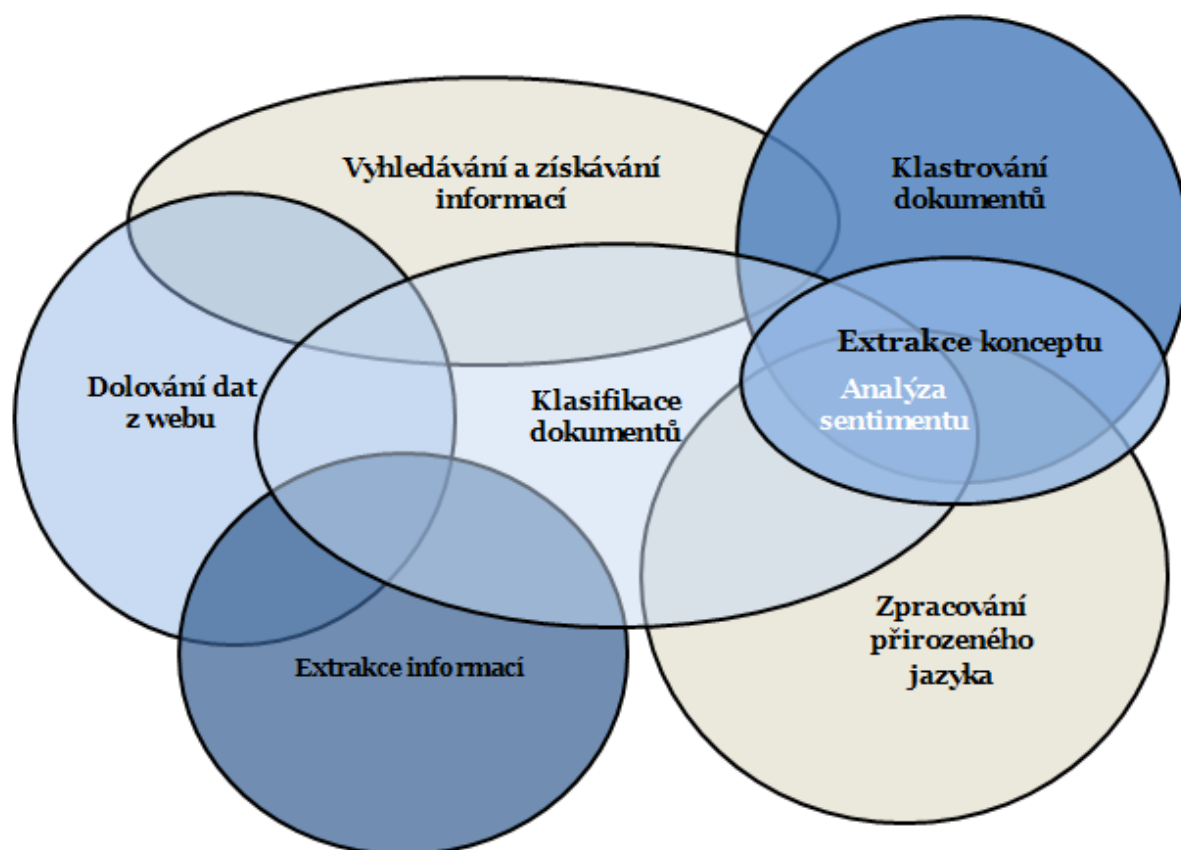 Vyhledávání a získávání
informací
Klastrování
dokumentů
Extrakce konceptu
Analýza
sentimentu
Dolování dat
z webu
Klasifikace
dokumentů
Zpracování
přirozeného
jazyka
Extrakce informací